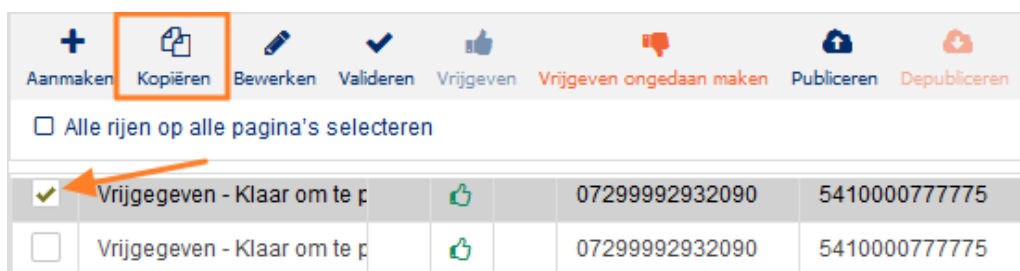 Aanmaken Kopiëren Bewerken Valideren Vrijgeven Vrijgeven ongedaan maken Publiceren Depubliceren
Alle rijen op alle pagina's selecteren
Vrijgegeven - Klaar om te p 07299992932090 5410000777775
Vrijgegeven - Klaar om te p 07299992932090 5410000777775